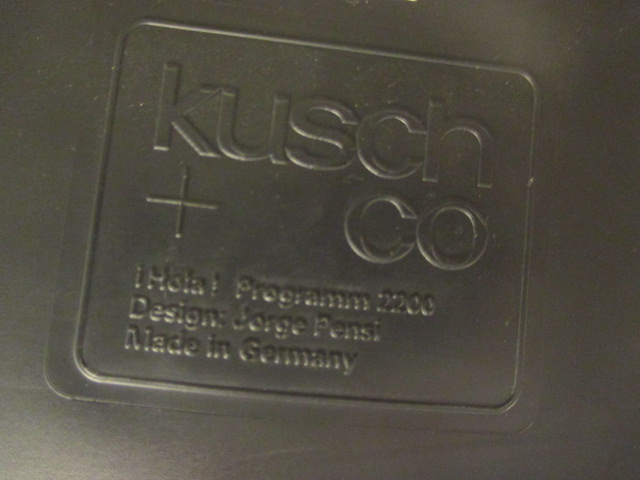 kusch
+ co
¡Hola! Programm 2200
Design: Jorge Pensi
Made in Germany